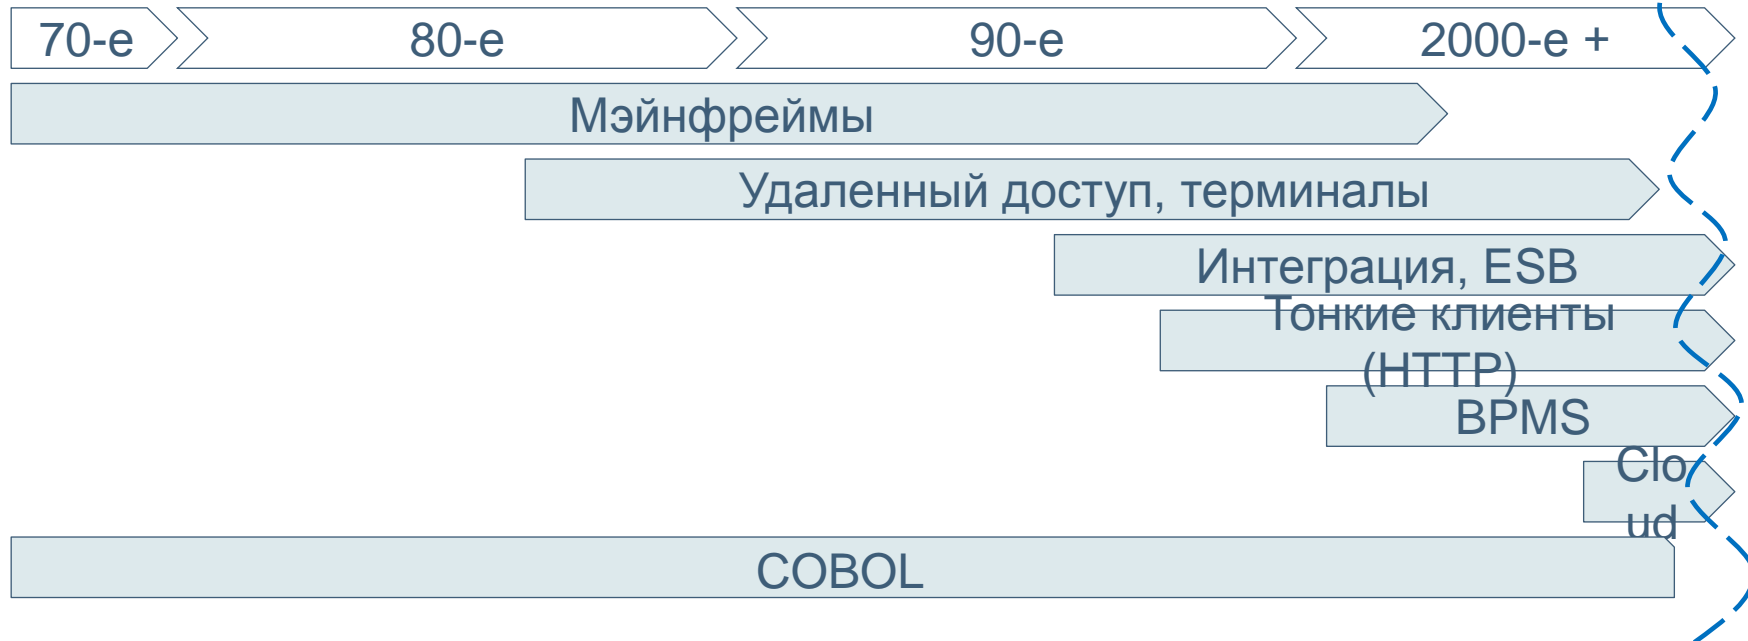 70-е
80-е
90-е
2000-е +
Мэйнфреймы
Удаленный доступ, терминалы
Интеграция, ESB
Тонкие клиенты
(HTTP)
BPMS
Clo
ud
COBOL